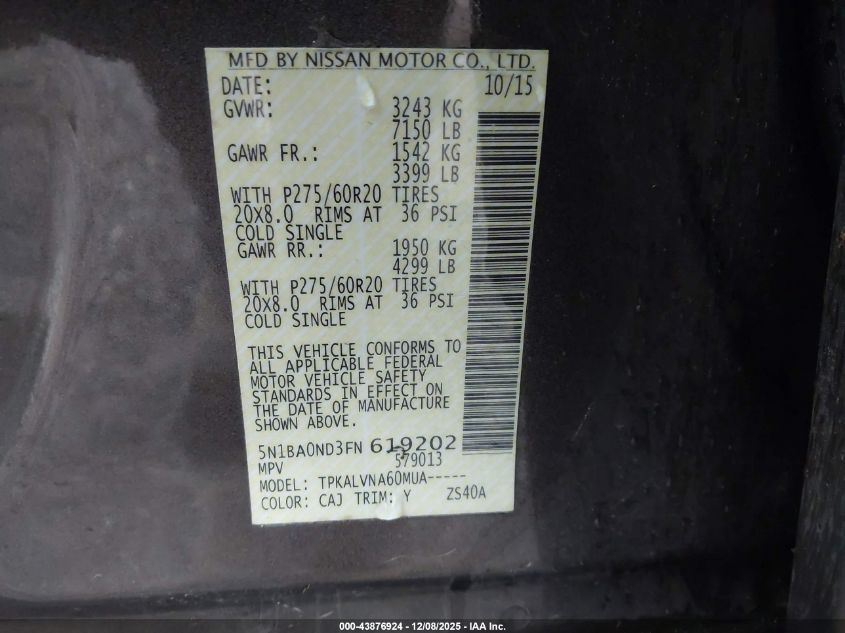 MFD BY NISSAN MOTOR CO., LTD.
DATE: 10/15
GVWR: 3243 KG
7150 LB
GAWR FR.: 1542 KG
3399 LB
WITH P275/60R20 TIRES
20X8.0 RIMS AT 36 PSI
COLD SINGLE
GAWR RR.: 1950 KG
4299 LB
WITH P275/60R20 TIRES
20X8.0 RIMS AT 36 PSI
COLD SINGLE
THIS VEHICLE CONFORMS TO
ALL APPLICABLE FEDERAL
MOTOR VEHICLE SAFETY
STANDARDS IN EFFECT ON
THE DATE OF MANUFACTURE
SHOWN ABOVE.
5N1BA0ND3FN 619202
MPV 579013
MODEL: TPKALVNA60MUA-----
COLOR: CAJ TRIM: Y ZS40A
000-43876924 - 12/08/2025 - IAA Inc.